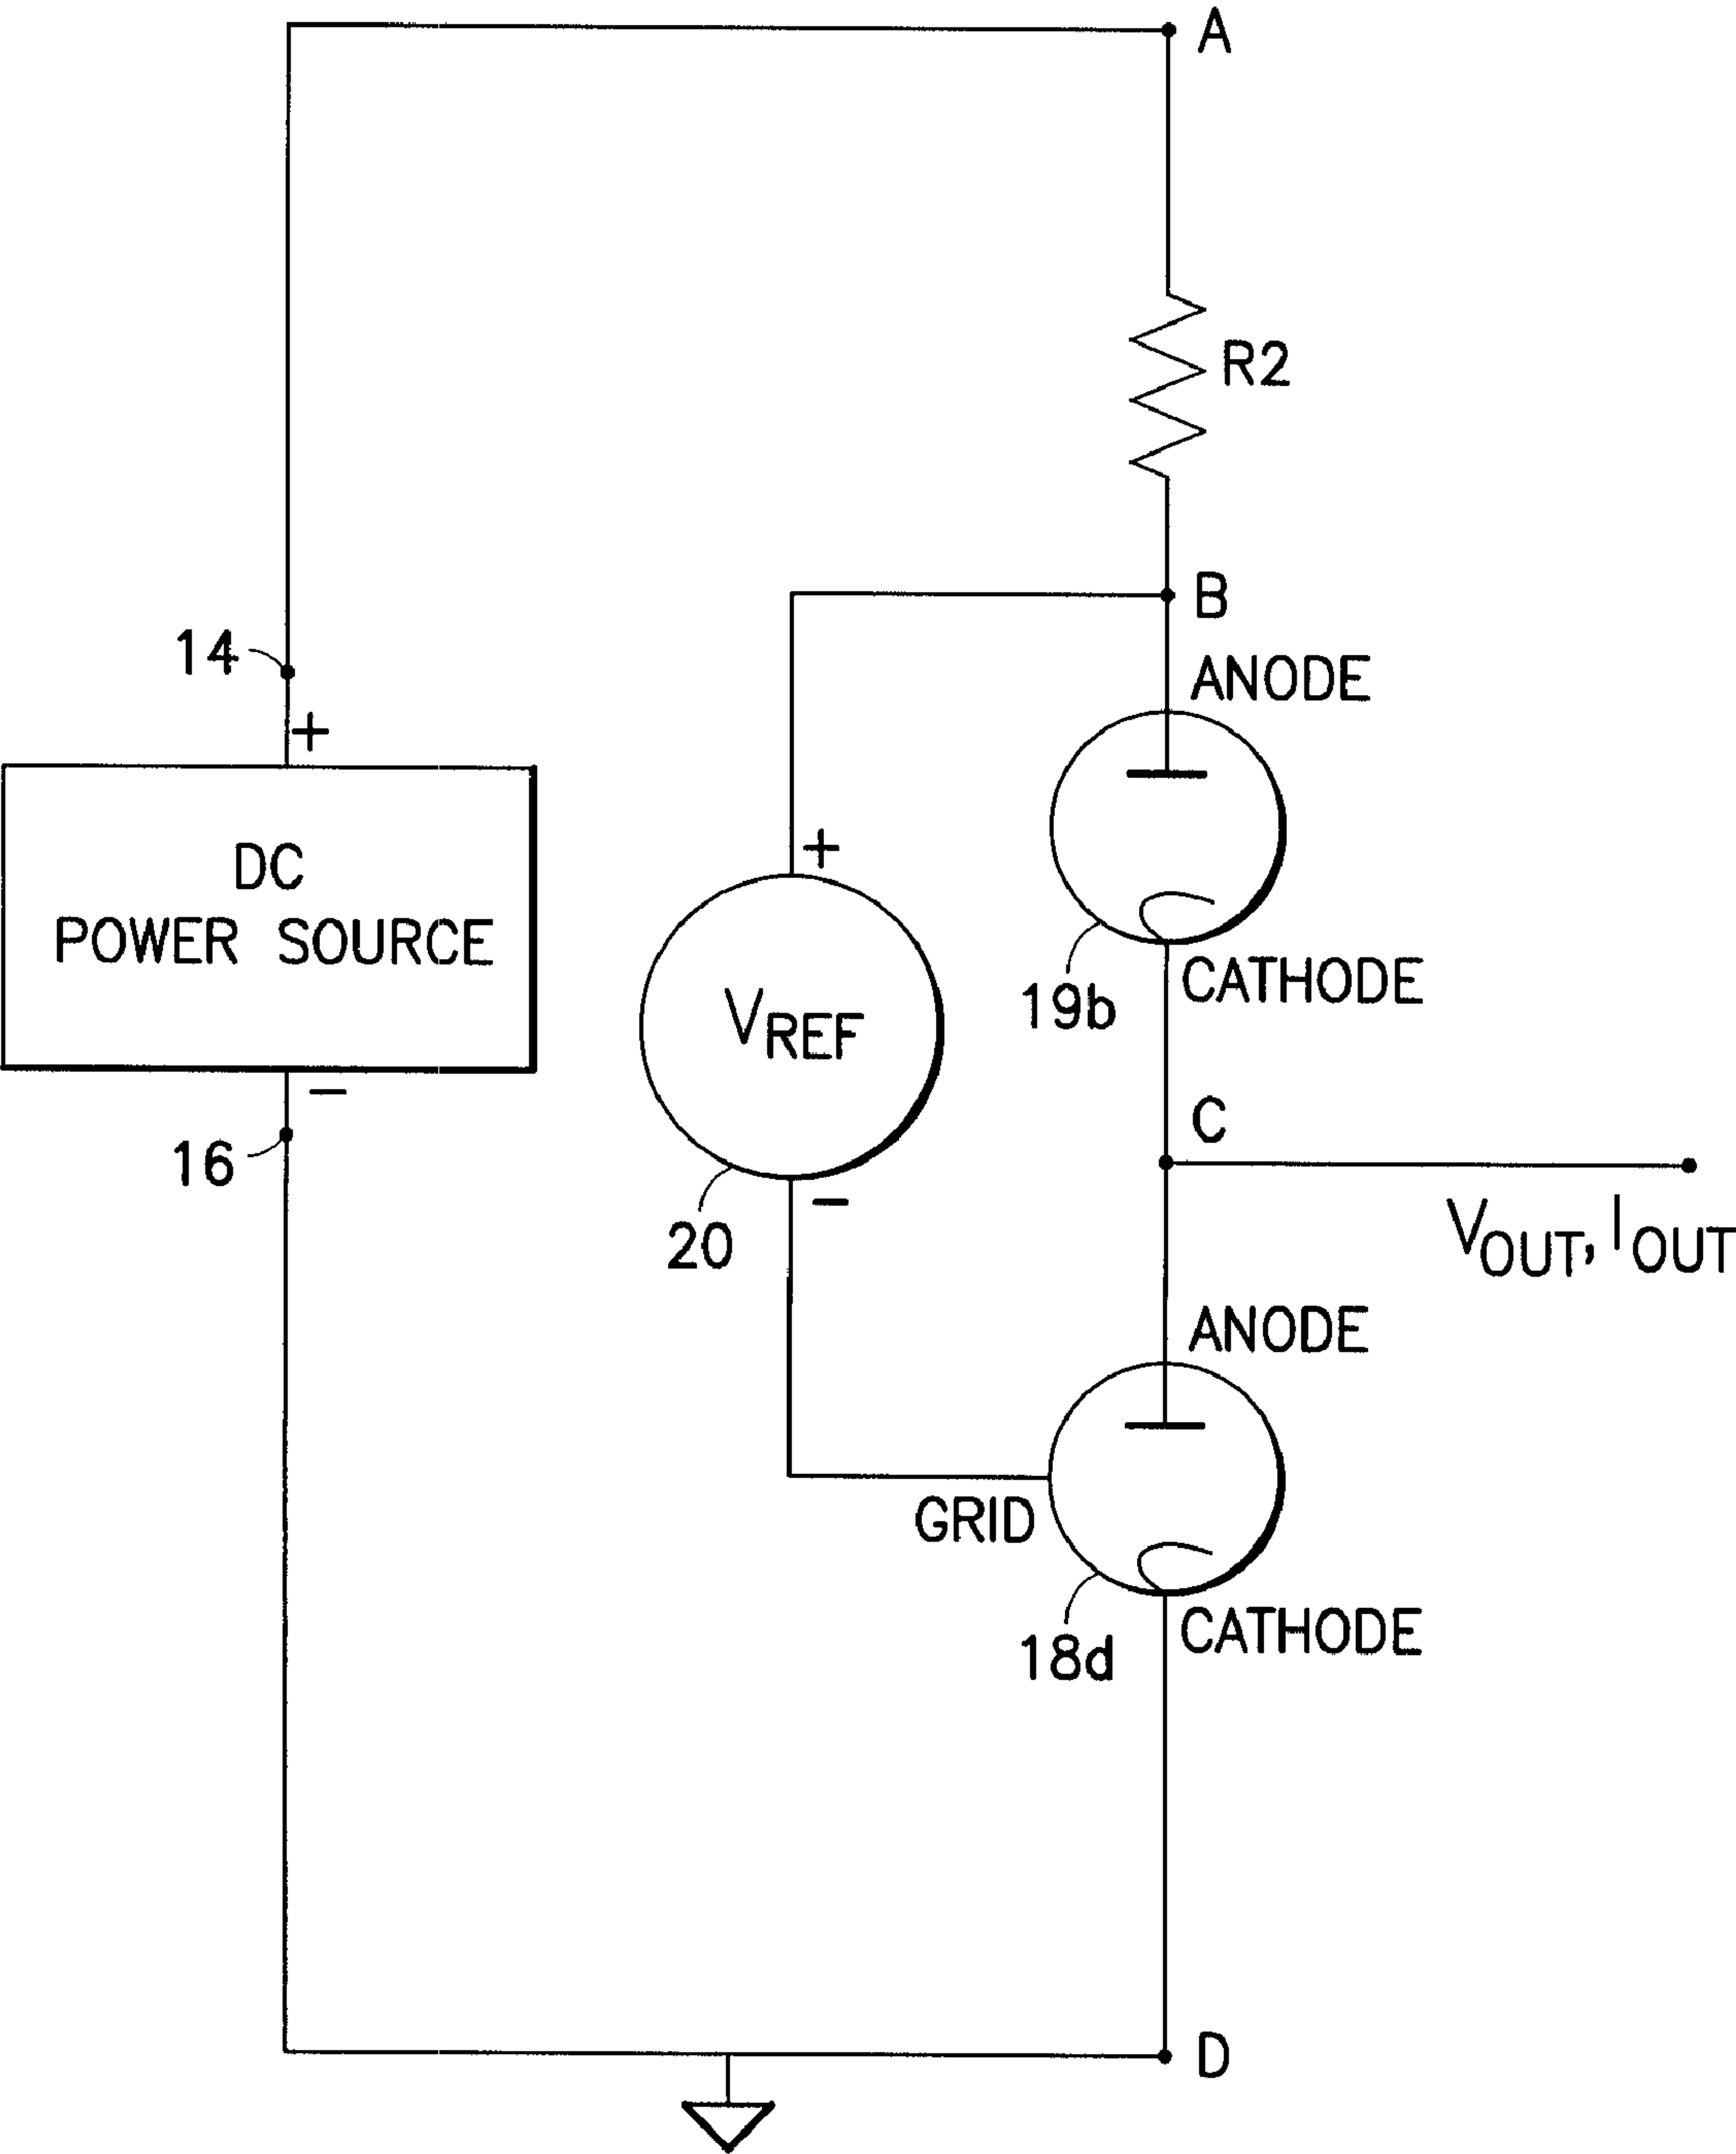 A
R2
B
14
ANODE
+
+
DC
POWER SOURCE
CATHODE
19b
VREF
−
C
16
−
20
VOUT, IOUT
ANODE
GRID
CATHODE
18d
D